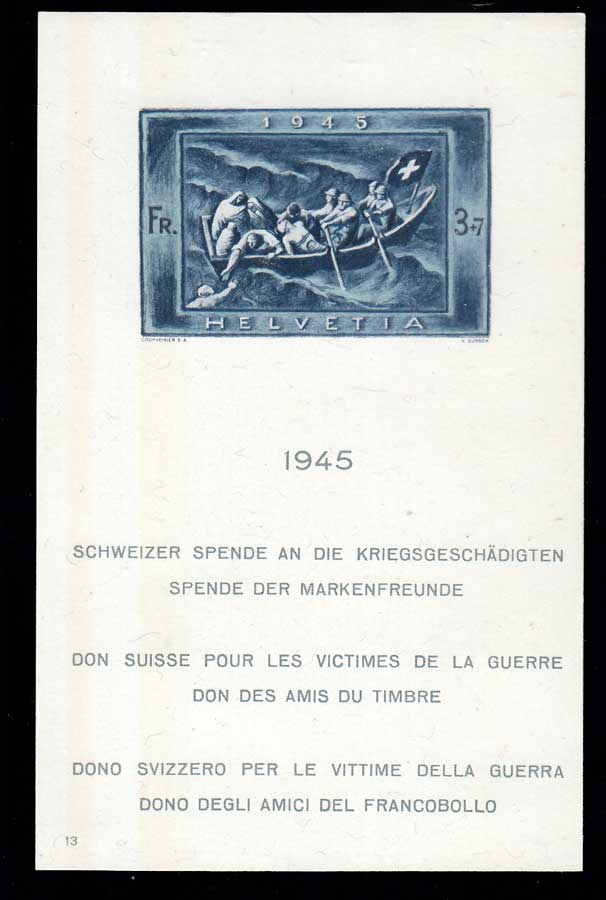 1945
FR. 3+7
HELVETIA
COURVOISIER S A
1945
SCHWEIZER SPENDE AN DIE KRIEGSGESCHÄDIGTEN
SPENDE DER MARKENFREUNDE
DON SUISSE POUR LES VICTIMES DE LA GUERRE
DON DES AMIS DU TIMBRE
DONO SVIZZERO PER LE VITTIME DELLA GUERRA
DONO DEGLI AMICI DEL FRANCOBOLLO
13